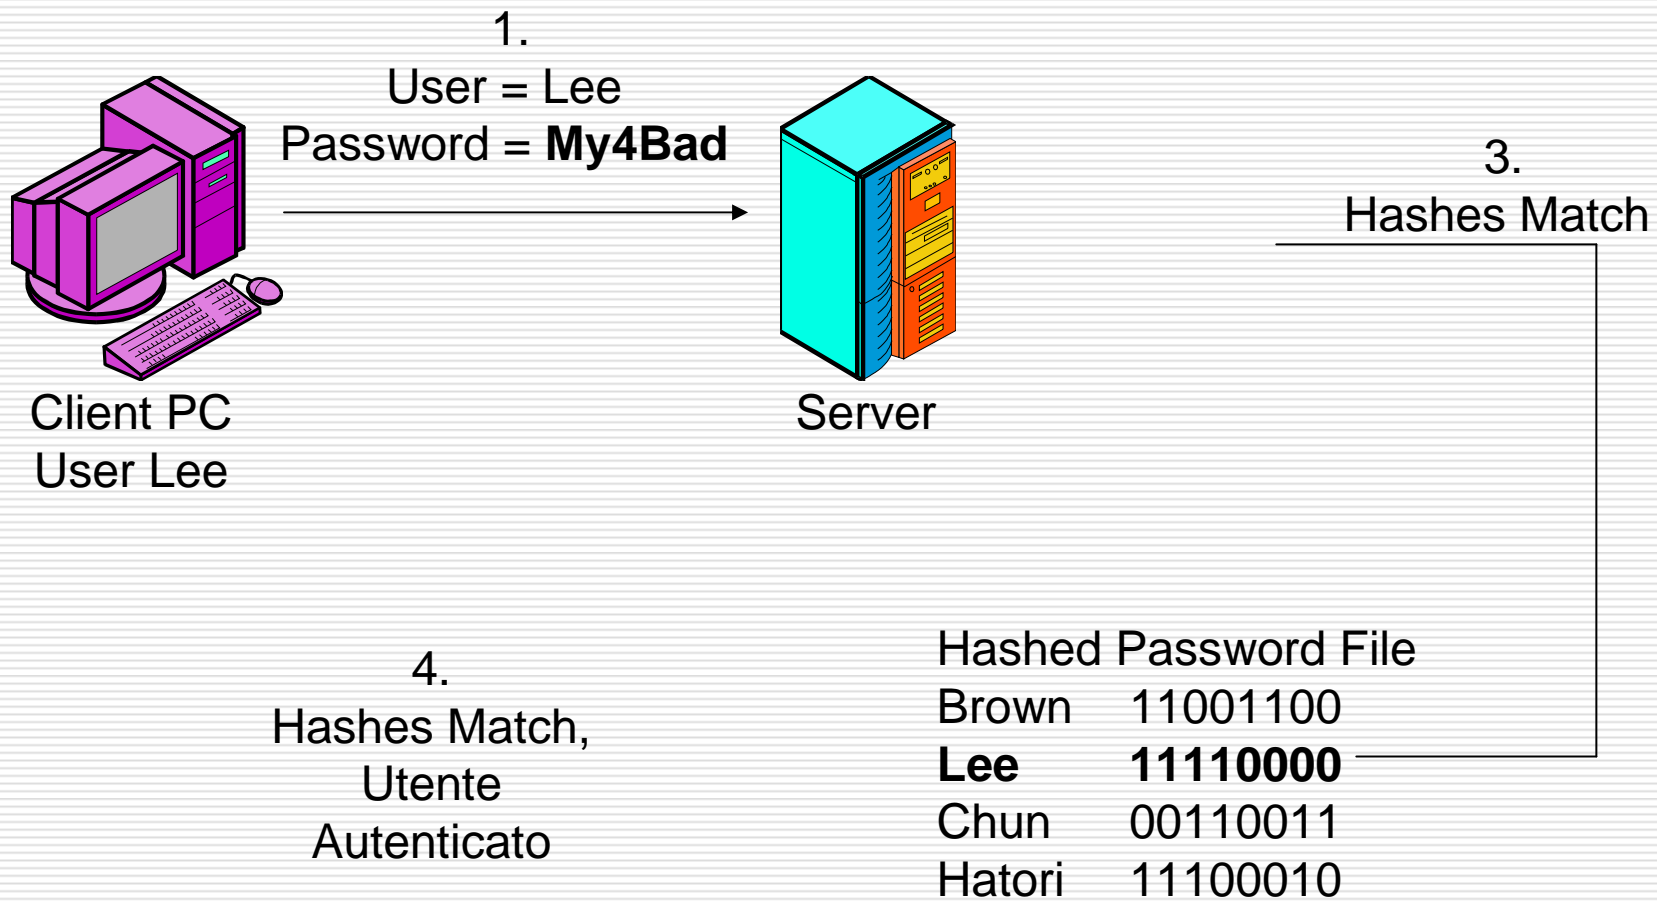 1.
User = Lee
Password = My4Bad
3.
Hashes Match
Client PC
User Lee
Server
4.
Hashes Match,
Utente
Autenticato
Hashed Password File
Brown 11001100
Lee 11110000
Chun 00110011
Hatori 11100010